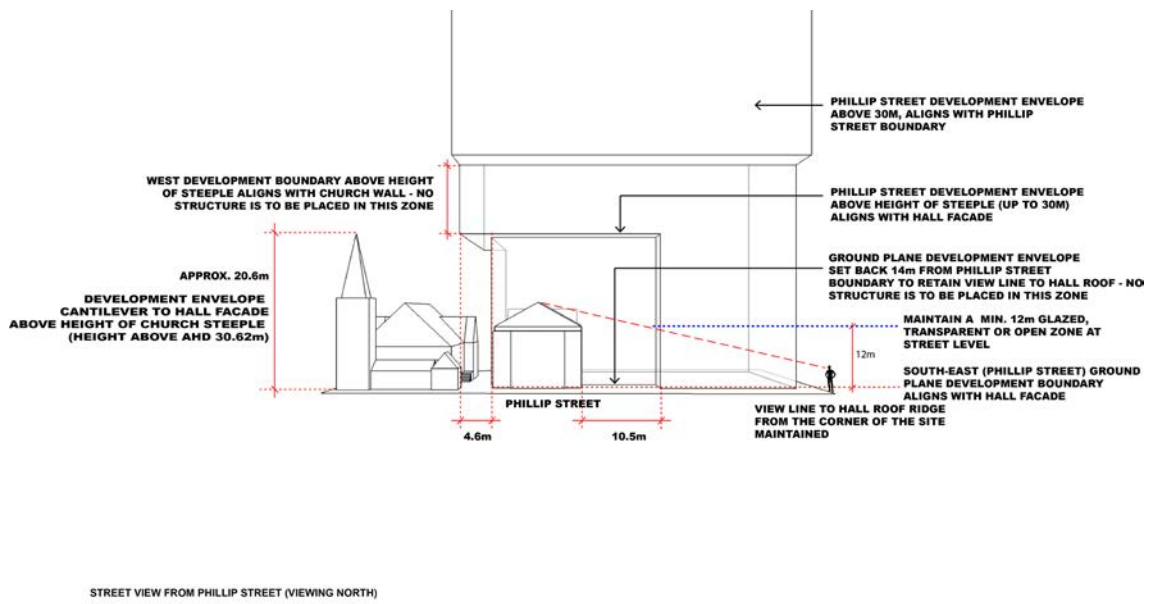 PHILLIP STREET DEVELOPMENT ENVELOPE
ABOVE 30M, ALIGNS WITH PHILLIP
STREET BOUNDARY
WEST DEVELOPMENT BOUNDARY ABOVE HEIGHT
OF STEEPLE ALIGNS WITH CHURCH WALL - NO
STRUCTURE IS TO BE PLACED IN THIS ZONE
PHILLIP STREET DEVELOPMENT ENVELOPE
ABOVE HEIGHT OF STEEPLE (UP TO 30M)
ALIGNS WITH HALL FACADE
APPROX. 20.6m
DEVELOPMENT ENVELOPE
CANTILEVER TO HALL FACADE
ABOVE HEIGHT OF CHURCH STEEPLE
(HEIGHT ABOVE AHD 30.62m)
GROUND PLANE DEVELOPMENT ENVELOPE
SET BACK 14m FROM PHILLIP STREET
BOUNDARY TO RETAIN VIEW LINE TO HALL ROOF - NO
STRUCTURE IS TO BE PLACED IN THIS ZONE
MAINTAIN A MIN. 12m GLAZED,
TRANSPARENT OR OPEN ZONE AT
STREET LEVEL
12m
SOUTH-EAST (PHILLIP STREET) GROUND
PLANE DEVELOPMENT BOUNDARY
ALIGNS WITH HALL FACADE
PHILLIP STREET
VIEW LINE TO HALL ROOF RIDGE
FROM THE CORNER OF THE SITE
MAINTAINED
4.6m
10.5m
STREET VIEW FROM PHILLIP STREET (VIEWING NORTH)